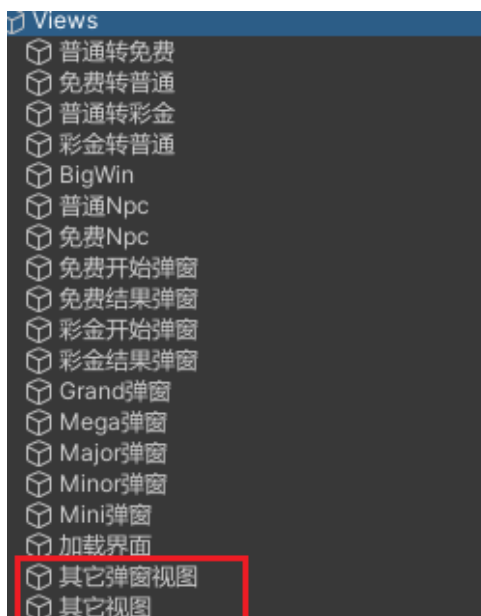 Views
普通转免费
免费转普通
普通转彩金
彩金转普通
BigWin
普通Npc
免费Npc
免费开始弹窗
免费结果弹窗
彩金开始弹窗
彩金结果弹窗
Grand弹窗
Mega弹窗
Major弹窗
Minor弹窗
Mini弹窗
加载界面
其它弹窗视图
其它视图